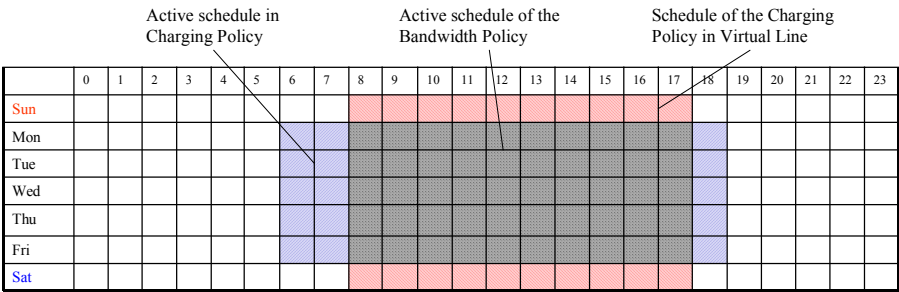 Active schedule in
Charging Policy
Active schedule of the
Bandwidth Policy
Schedule of the Charging
Policy in Virtual Line
0 1 2 3 4 5 6 7 8 9 10 11 12 13 14 15 16 17 18 19 20 21 22 23
Sun
Mon
Tue
Wed
Thu
Fri
Sat